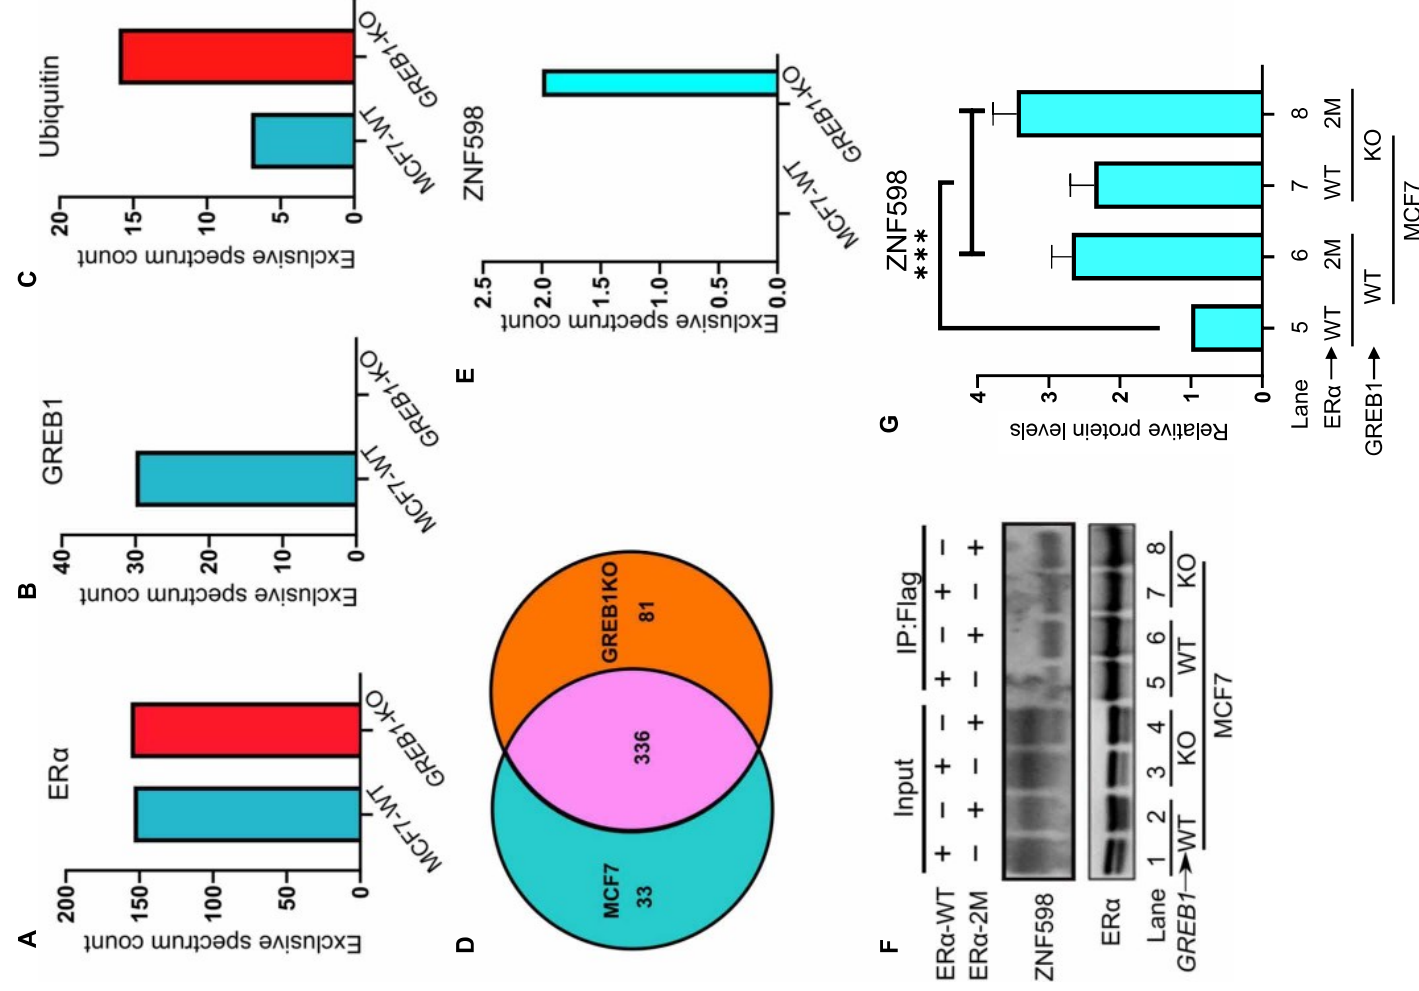 A
ERα
Exclusive spectrum count
200
150
100
50
0
MCF7-WT
GREB1-KO
B
GREB1
Exclusive spectrum count
40
30
20
10
0
MCF7-WT
GREB1-KO
C
Ubiquitin
Exclusive spectrum count
20
15
10
5
0
MCF7-WT
GREB1-KO
D
MCF7
33
336
GREB1KO
81
E
ZNF598
Exclusive spectrum count
2.5
2.0
1.5
1.0
0.5
0.0
MCF7-WT
GREB1-KO
F
Input IP:Flag
ERα-WT + − + − + − + −
ERα-2M − + − + − + − +
ZNF598
ERα
Lane 1 2 3 4 5 6 7 8
GREB1→ WT KO WT KO
MCF7
G
ZNF598
***
Relative protein levels
4
3
2
1
0
Lane 5 6 7 8
ERα → WT 2M WT 2M
GREB1→ WT KO
MCF7